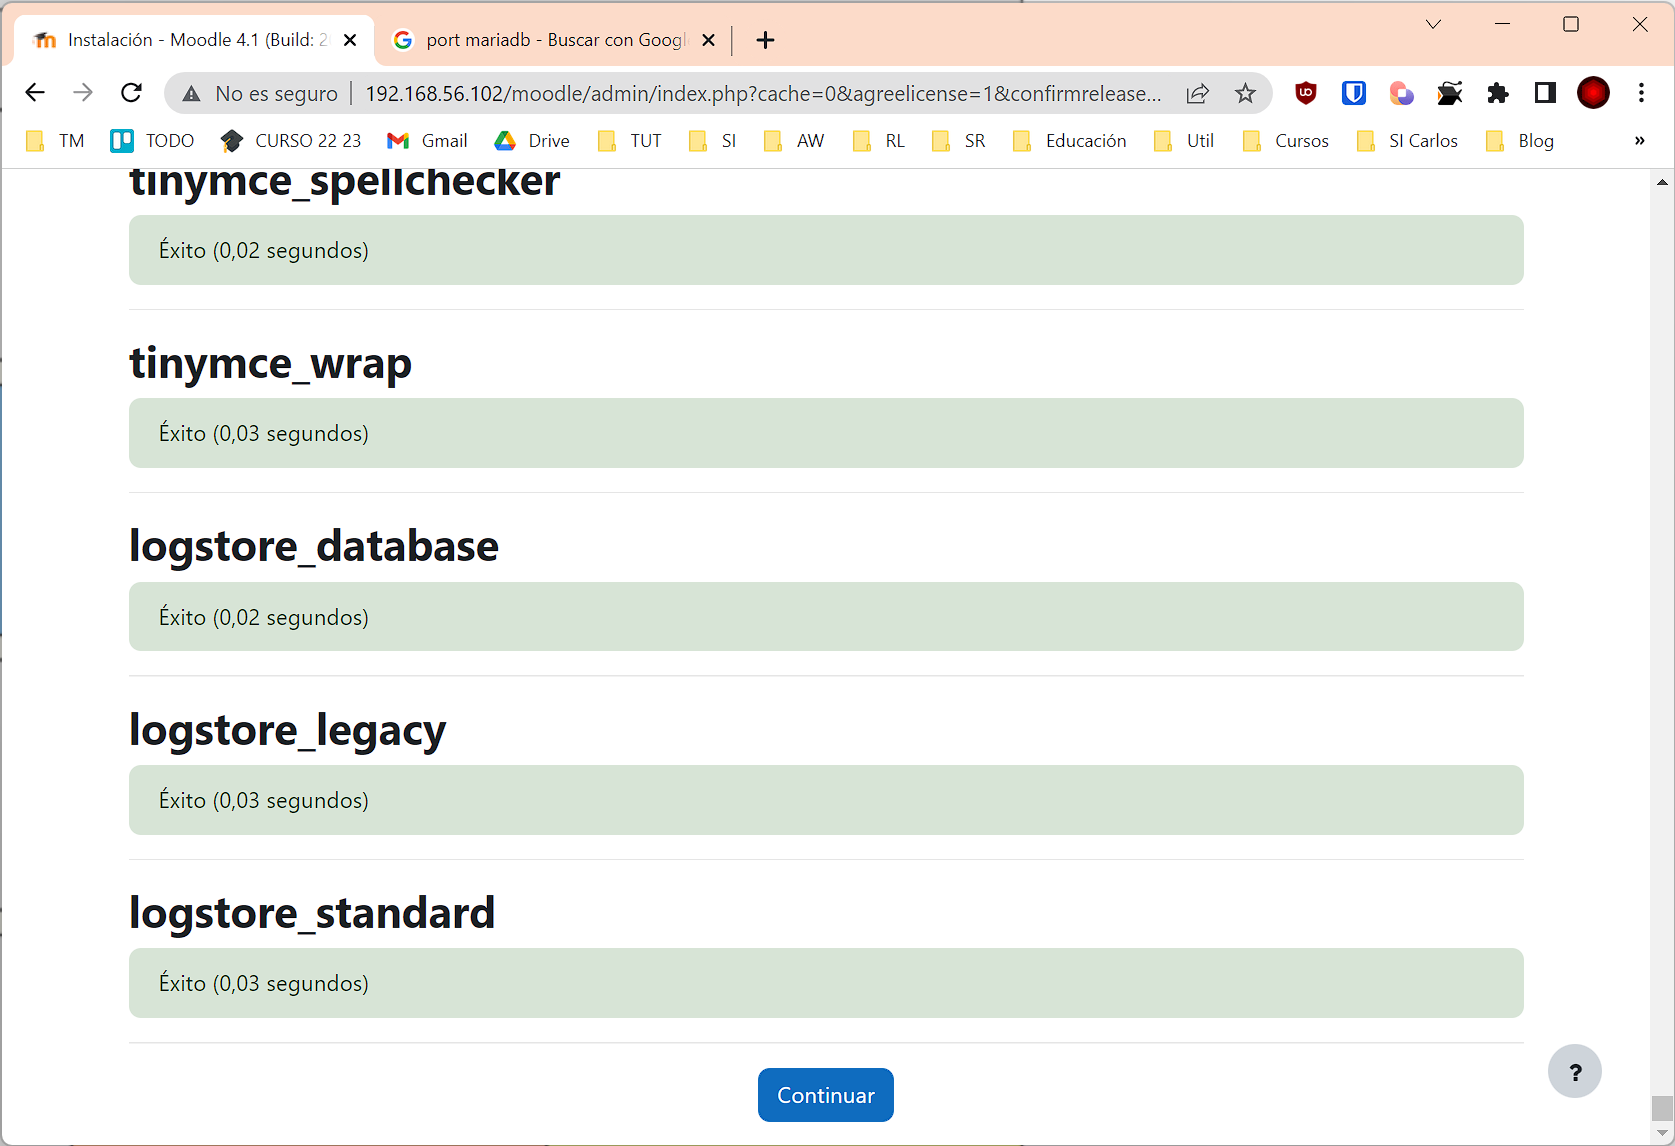 Instalación - Moodle 4.1 (Build: 2
port mariadb - Buscar con Googl
No es seguro
192.168.56.102/moodle/admin/index.php?cache=0&agreelicense=1&confirmrelease...
TM
TODO
CURSO 22 23
Gmail
Drive
TUT
SI
AW
RL
SR
Educación
Util
Cursos
SI Carlos
Blog
»
tinymce_spellchecker
Éxito (0,02 segundos)
tinymce_wrap
Éxito (0,03 segundos)
logstore_database
Éxito (0,02 segundos)
logstore_legacy
Éxito (0,03 segundos)
logstore_standard
Éxito (0,03 segundos)
?
Continuar